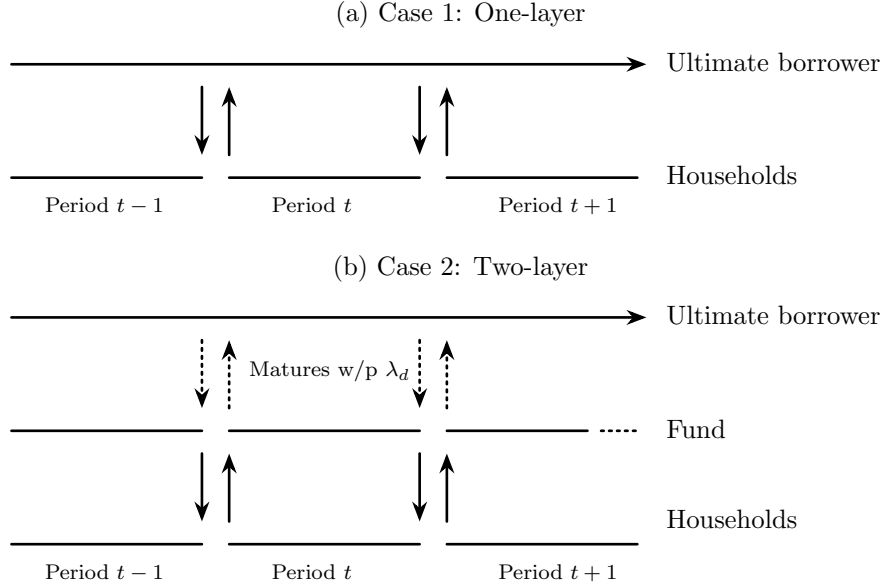 (a) Case 1: One-layer
Ultimate borrower
Households
Period t − 1
Period t
Period t + 1
(b) Case 2: Two-layer
Ultimate borrower
Matures w/p λ_d
Fund
Households
Period t − 1
Period t
Period t + 1